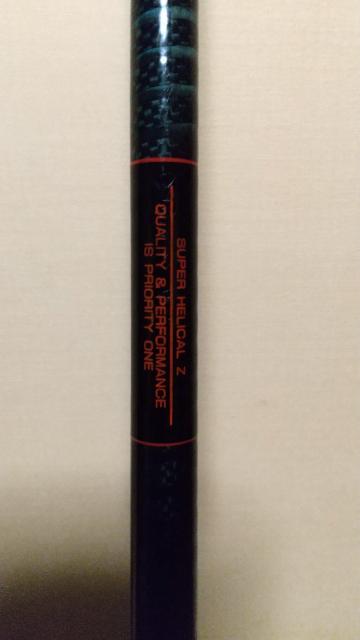 SUPER HELICAL Z
QUALITY & PERFORMANCE
IS PRIORITY ONE